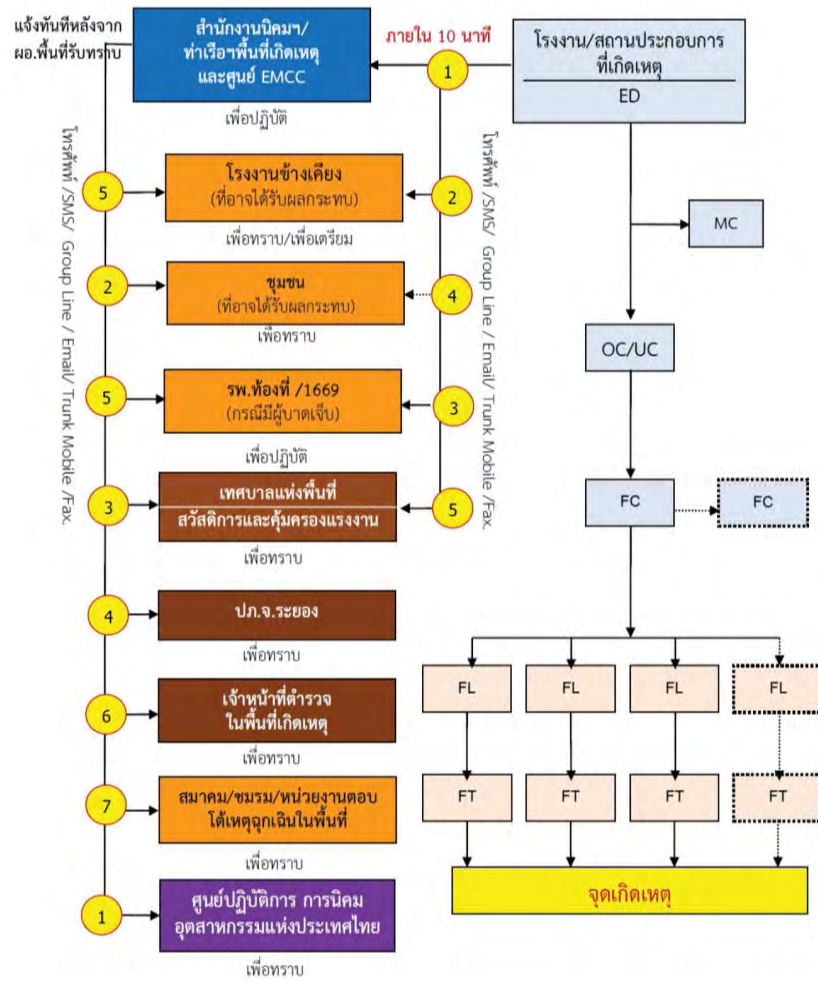 แจ้งทันทีหลังจาก
ผอ.พื้นที่รับทราบ
สำนักงานนิคมฯ/
ท่าเรือฯพื้นที่เกิดเหตุ
และศูนย์ EMCC
เพื่อปฏิบัติ
ภายใน 10 นาที
1
โรงงาน/สถานประกอบการ
ที่เกิดเหตุ
ED
โทรศัพท์ /SMS/ Group Line / Email/ Trunk Mobile /Fax.
5
โรงงานข้างเคียง
(ที่อาจได้รับผลกระทบ)
2
เพื่อทราบ/เพื่อเตรียม
2
ชุมชน
(ที่อาจได้รับผลกระทบ)
4
เพื่อทราบ
5
รพ.ท้องที่ /1669
(กรณีมีผู้บาดเจ็บ)
3
เพื่อปฏิบัติ
3
เทศบาลแห่งพื้นที่
สวัสดิการและคุ้มครองแรงงาน
5
เพื่อทราบ
โทรศัพท์ /SMS/ Group Line / Email/ Trunk Mobile /Fax.
4
ปภ.จ.ระยอง
เพื่อทราบ
6
เจ้าหน้าที่ตำรวจ
ในพื้นที่เกิดเหตุ
เพื่อทราบ
7
สมาคม/ชมรม/หน่วยงานตอบ
โต้เหตุฉุกเฉินในพื้นที่
เพื่อทราบ
1
ศูนย์ปฏิบัติการ การนิคม
อุตสาหกรรมแห่งประเทศไทย
เพื่อทราบ
MC
OC/UC
FC
FC
FL
FL
FL
FL
FT
FT
FT
FT
จุดเกิดเหตุ